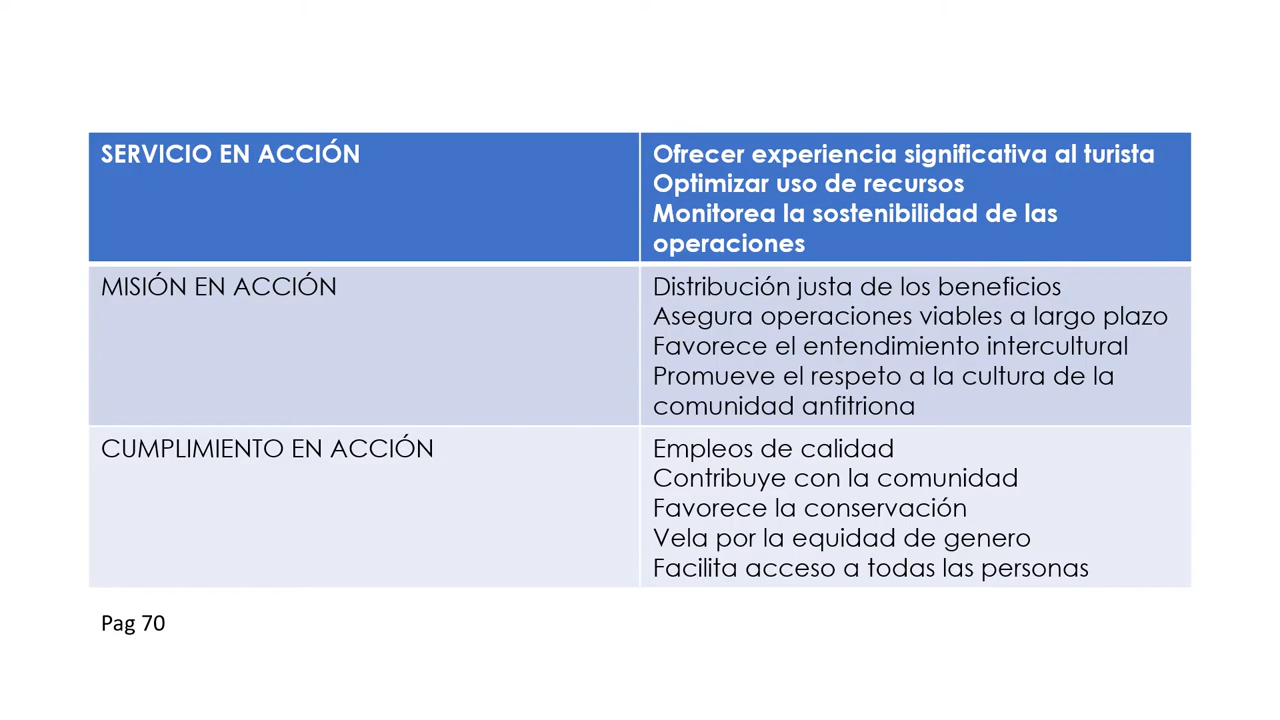 SERVICIO EN ACCIÓN
Ofrecer experiencia significativa al turista
Optimizar uso de recursos
Monitorea la sostenibilidad de las
operaciones
MISIÓN EN ACCIÓN
Distribución justa de los beneficios
Asegura operaciones viables a largo plazo
Favorece el entendimiento intercultural
Promueve el respeto a la cultura de la
comunidad anfitriona
CUMPLIMIENTO EN ACCIÓN
Empleos de calidad
Contribuye con la comunidad
Favorece la conservación
Vela por la equidad de genero
Facilita acceso a todas las personas
Pag 70